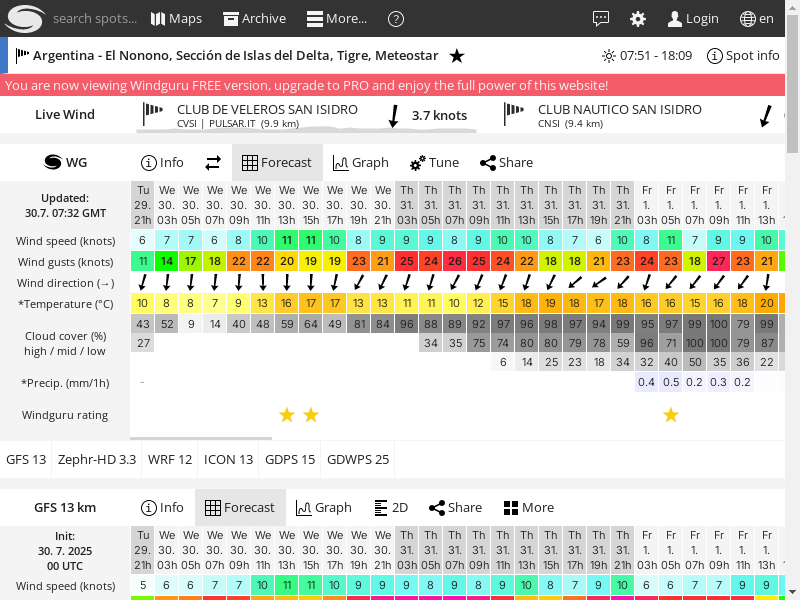 search spots... Maps Archive More... ? Login en
Argentina - El Nonono, Sección de Islas del Delta, Tigre, Meteostar ★ 07:51 - 18:09 Spot info
You are now viewing Windguru FREE version, upgrade to PRO and enjoy the full power of this website!
Live Wind
CLUB DE VELEROS SAN ISIDRO
CVSI | PULSAR.IT (9.9 km)
3.7 knots
CLUB NAUTICO SAN ISIDRO
CNSI (9.4 km)
WG Info Forecast Graph Tune Share
Updated:
30.7. 07:32 GMT
Tu We We We We We We We We We We Th Th Th Th Th Th Th Th Th Th Fr Fr Fr Fr Fr Fr
29. 30. 30. 30. 30. 30. 30. 30. 30. 30. 30. 31. 31. 31. 31. 31. 31. 31. 31. 31. 31. 1. 1. 1. 1. 1. 1.
21h 03h 05h 07h 09h 11h 13h 15h 17h 19h 21h 03h 05h 07h 09h 11h 13h 15h 17h 19h 21h 03h 05h 07h 09h 11h 13h
Wind speed (knots) 6 7 7 6 8 10 11 11 10 8 9 9 9 8 9 10 10 8 7 6 10 8 11 7 9 9 10
Wind gusts (knots) 11 14 17 18 22 22 20 19 19 23 21 25 24 26 25 24 22 18 18 21 23 24 23 18 27 23 21
Wind direction (→)
*Temperature (°C) 10 8 8 7 9 13 16 17 17 13 13 11 11 10 12 15 18 19 18 17 18 16 16 15 16 18 20
Cloud cover (%)
high / mid / low
43 52 9 14 40 48 59 64 49 81 84 96 88 89 92 97 96 98 97 94 99 95 97 99 100 79 99
27 34 35 75 74 80 80 79 78 59 96 71 100 100 79 87
6 14 25 23 18 34 32 40 50 35 36 22
*Precip. (mm/1h) - 0.4 0.5 0.2 0.3 0.2
Windguru rating ★ ★ ★
GFS 13 Zephr-HD 3.3 WRF 12 ICON 13 GDPS 15 GDWPS 25
GFS 13 km Info Forecast Graph 2D Share More
Init:
30. 7. 2025
00 UTC
Tu We We We We We We We We We We Th Th Th Th Th Th Th Th Th Th Fr Fr Fr Fr Fr Fr
29. 30. 30. 30. 30. 30. 30. 30. 30. 30. 30. 31. 31. 31. 31. 31. 31. 31. 31. 31. 31. 1. 1. 1. 1. 1. 1.
21h 03h 05h 07h 09h 11h 13h 15h 17h 19h 21h 03h 05h 07h 09h 11h 13h 15h 17h 19h 21h 03h 05h 07h 09h 11h 13h
Wind speed (knots) 5 6 6 7 7 10 11 11 10 9 9 9 8 9 8 9 10 8 7 9 10 6 6 7 7 9 9